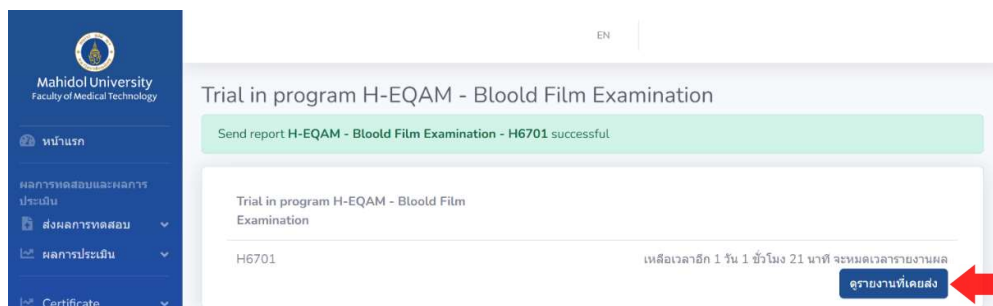 EN
Mahidol University
Faculty of Medical Technology
หน้าแรก
ผลการทดสอบและผลการ
ประเมิน
ส่งผลการทดสอบ
ผลการประเมิน
Certificate
Trial in program H-EQAM - Bloold Film Examination
Send report H-EQAM - Bloold Film Examination - H6701 successful
Trial in program H-EQAM - Bloold Film
Examination
H6701
เหลือเวลาอีก 1 วัน 1 ชั่วโมง 21 นาที จะหมดเวลารายงานผล
ดูรายงานที่เคยส่ง